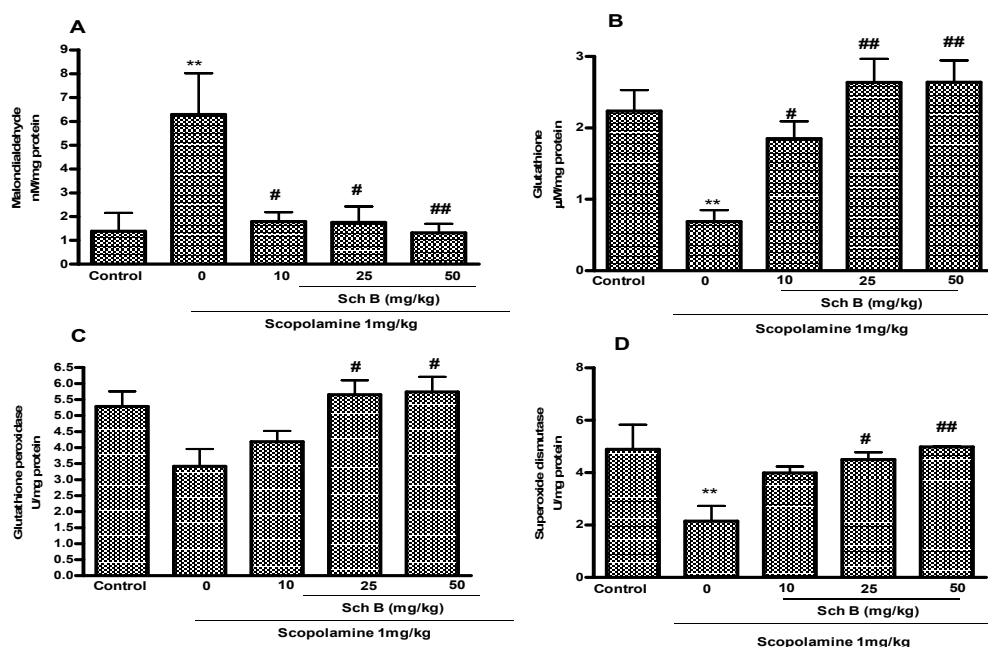 A
Malondialdehyde
nM/mg protein
9
8
7
6
5
4
3
2
1
0
**
#
#
##
Control 0 10 25 50
Sch B (mg/kg)
Scopolamine 1mg/kg
B
Glutathione
µM/mg protein
3
2
1
0
**
#
##
##
Control 0 10 25 50
Sch B (mg/kg)
Scopolamine 1mg/kg
C
Glutathione peroxidase
U/mg protein
6.5
6.0
5.5
5.0
4.5
4.0
3.5
3.0
2.5
2.0
1.5
1.0
0.5
0.0
#
#
Control 0 10 25 50
Sch B (mg/kg)
Scopolamine 1mg/kg
D
Superoxide dismutase
U/mg protein
8
6
4
2
0
**
#
##
Control 0 10 25 50
Sch B (mg/kg)
Scopolamine 1mg/kg